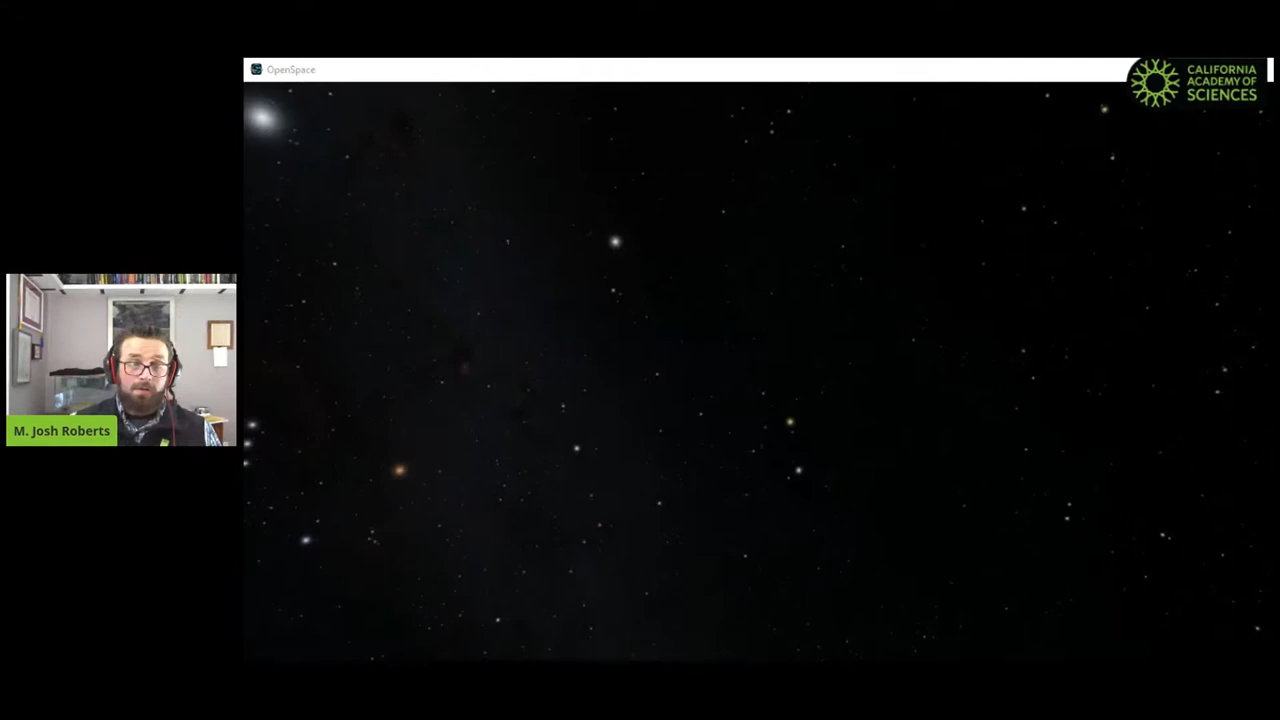 OpenSpace
CALIFORNIA
ACADEMY OF
SCIENCES
M. Josh Roberts